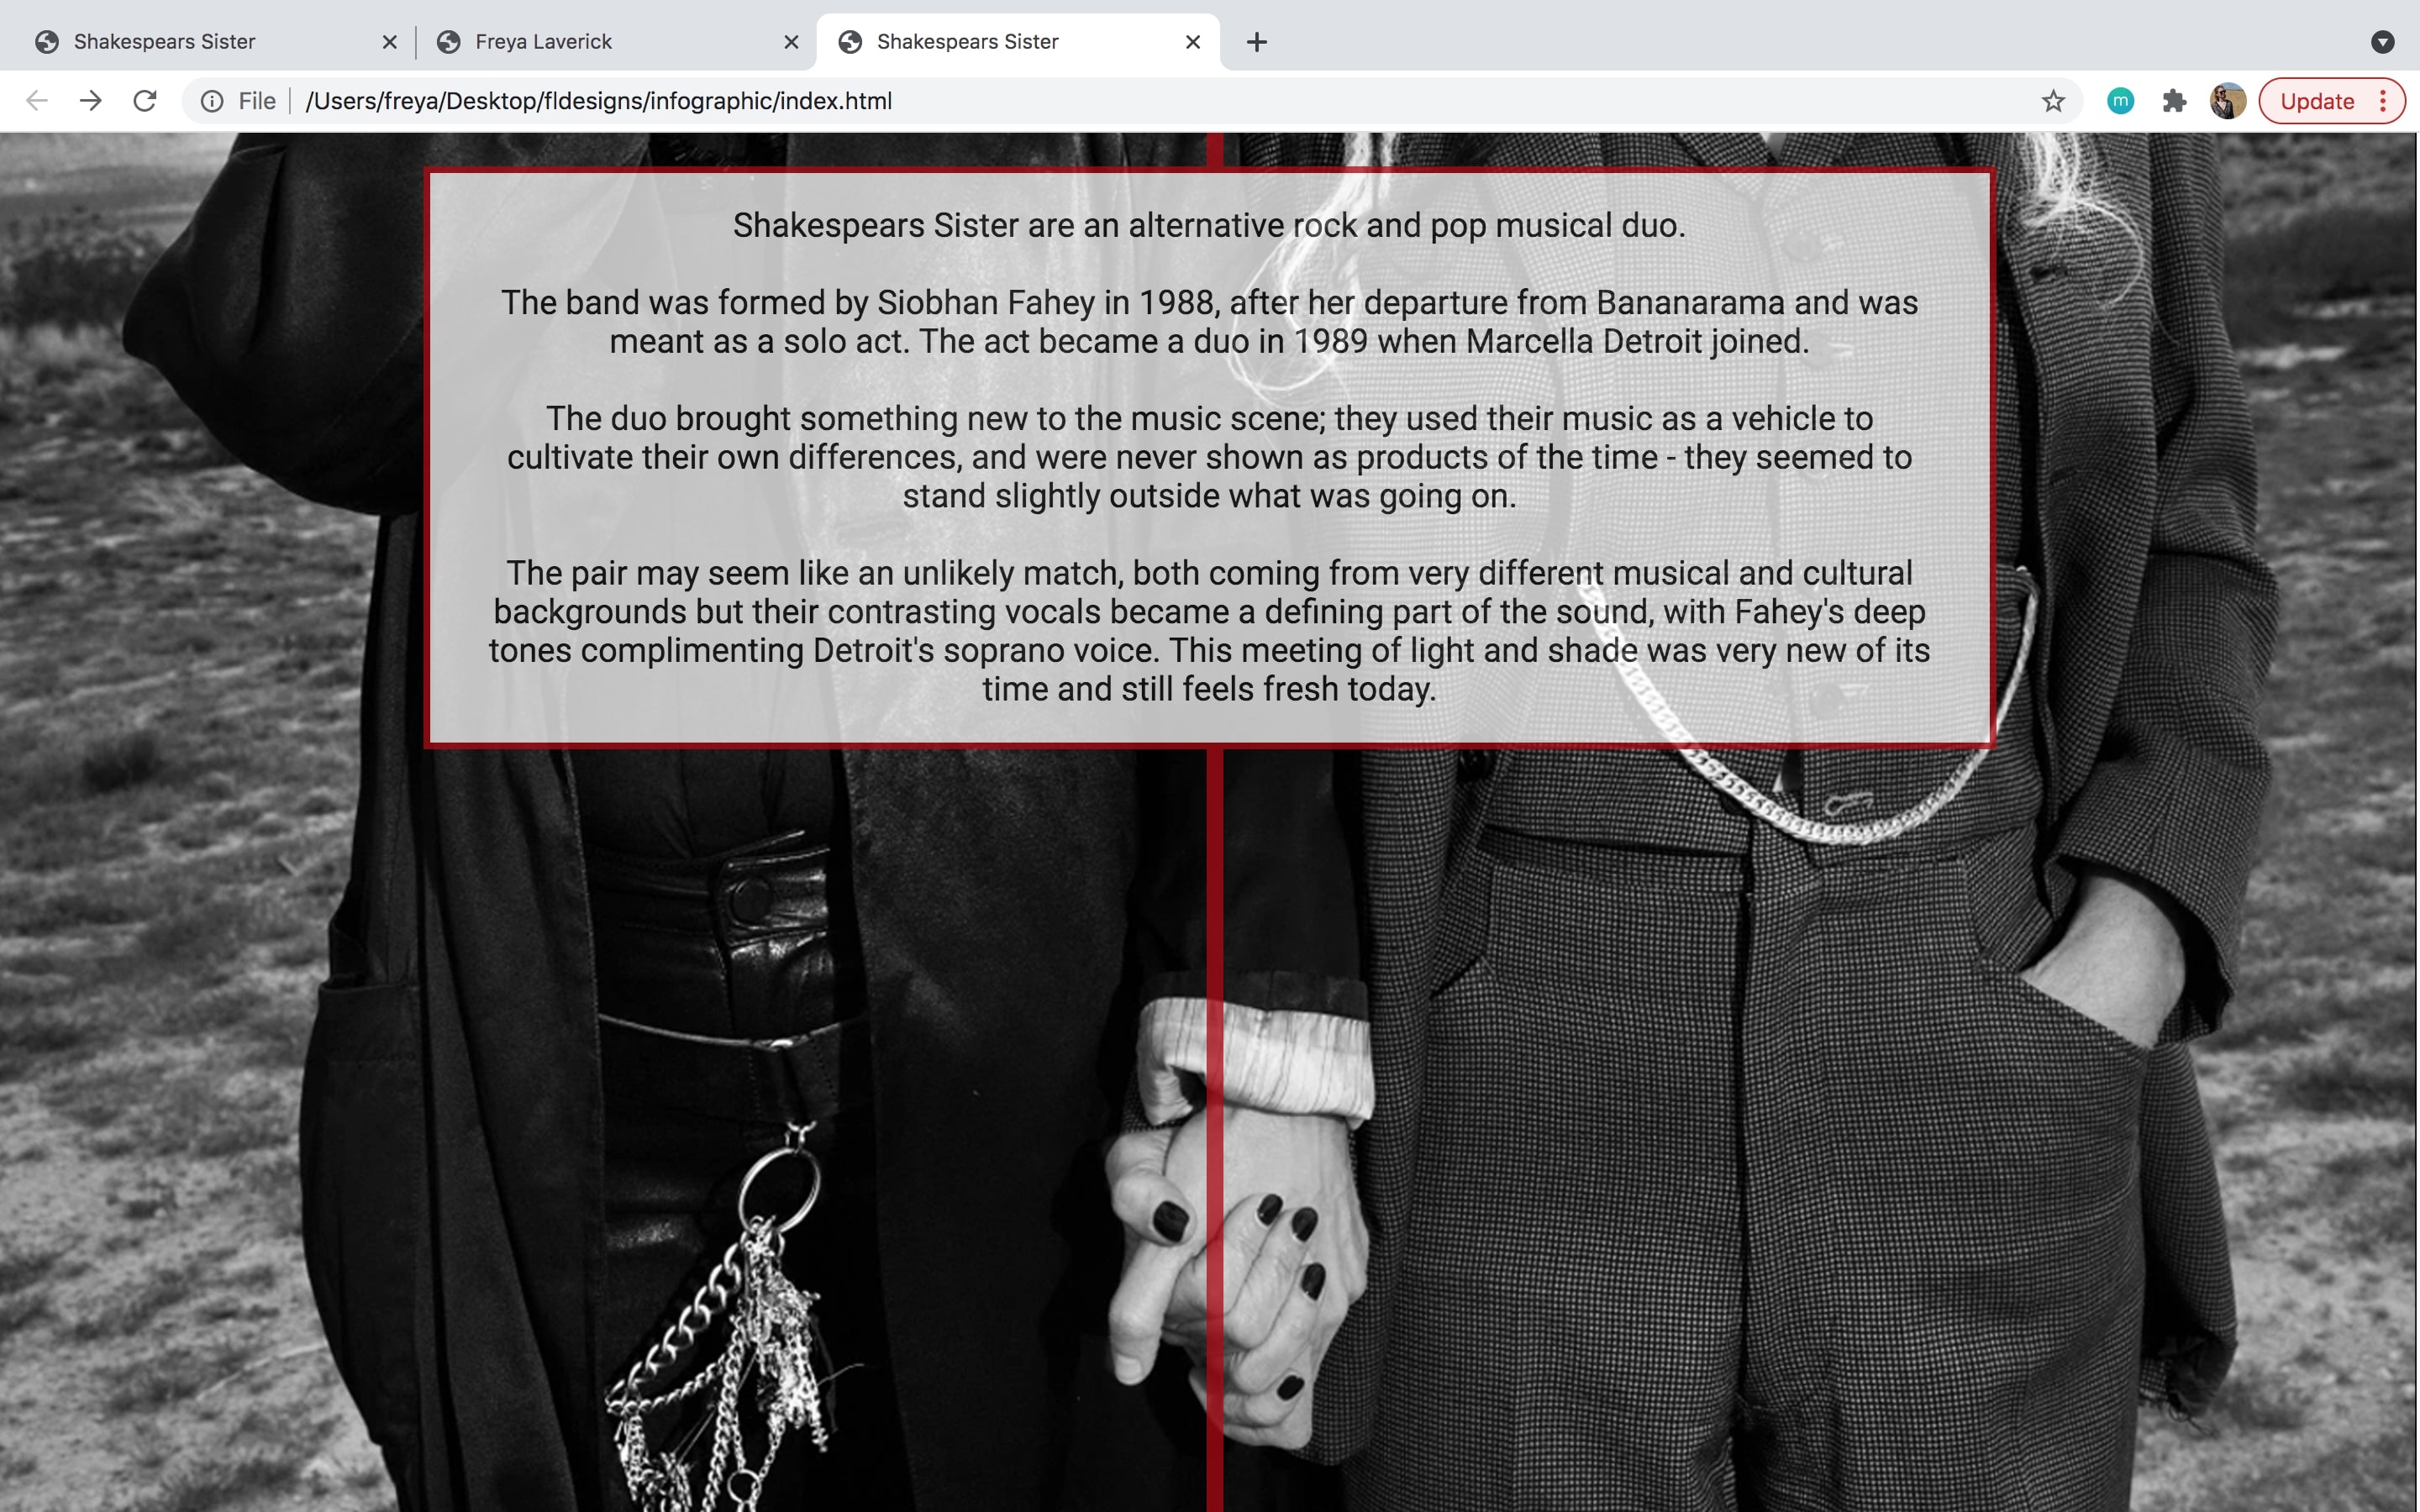 Shakespears Sister
Freya Laverick
Shakespears Sister
File
/Users/freya/Desktop/fldesigns/infographic/index.html
m
Update
Shakespears Sister are an alternative rock and pop musical duo.
The band was formed by Siobhan Fahey in 1988, after her departure from Bananarama and was
meant as a solo act. The act became a duo in 1989 when Marcella Detroit joined.
The duo brought something new to the music scene; they used their music as a vehicle to
cultivate their own differences, and were never shown as products of the time - they seemed to
stand slightly outside what was going on.
The pair may seem like an unlikely match, both coming from very different musical and cultural
backgrounds but their contrasting vocals became a defining part of the sound, with Fahey's deep
tones complimenting Detroit's soprano voice. This meeting of light and shade was very new of its
time and still feels fresh today.